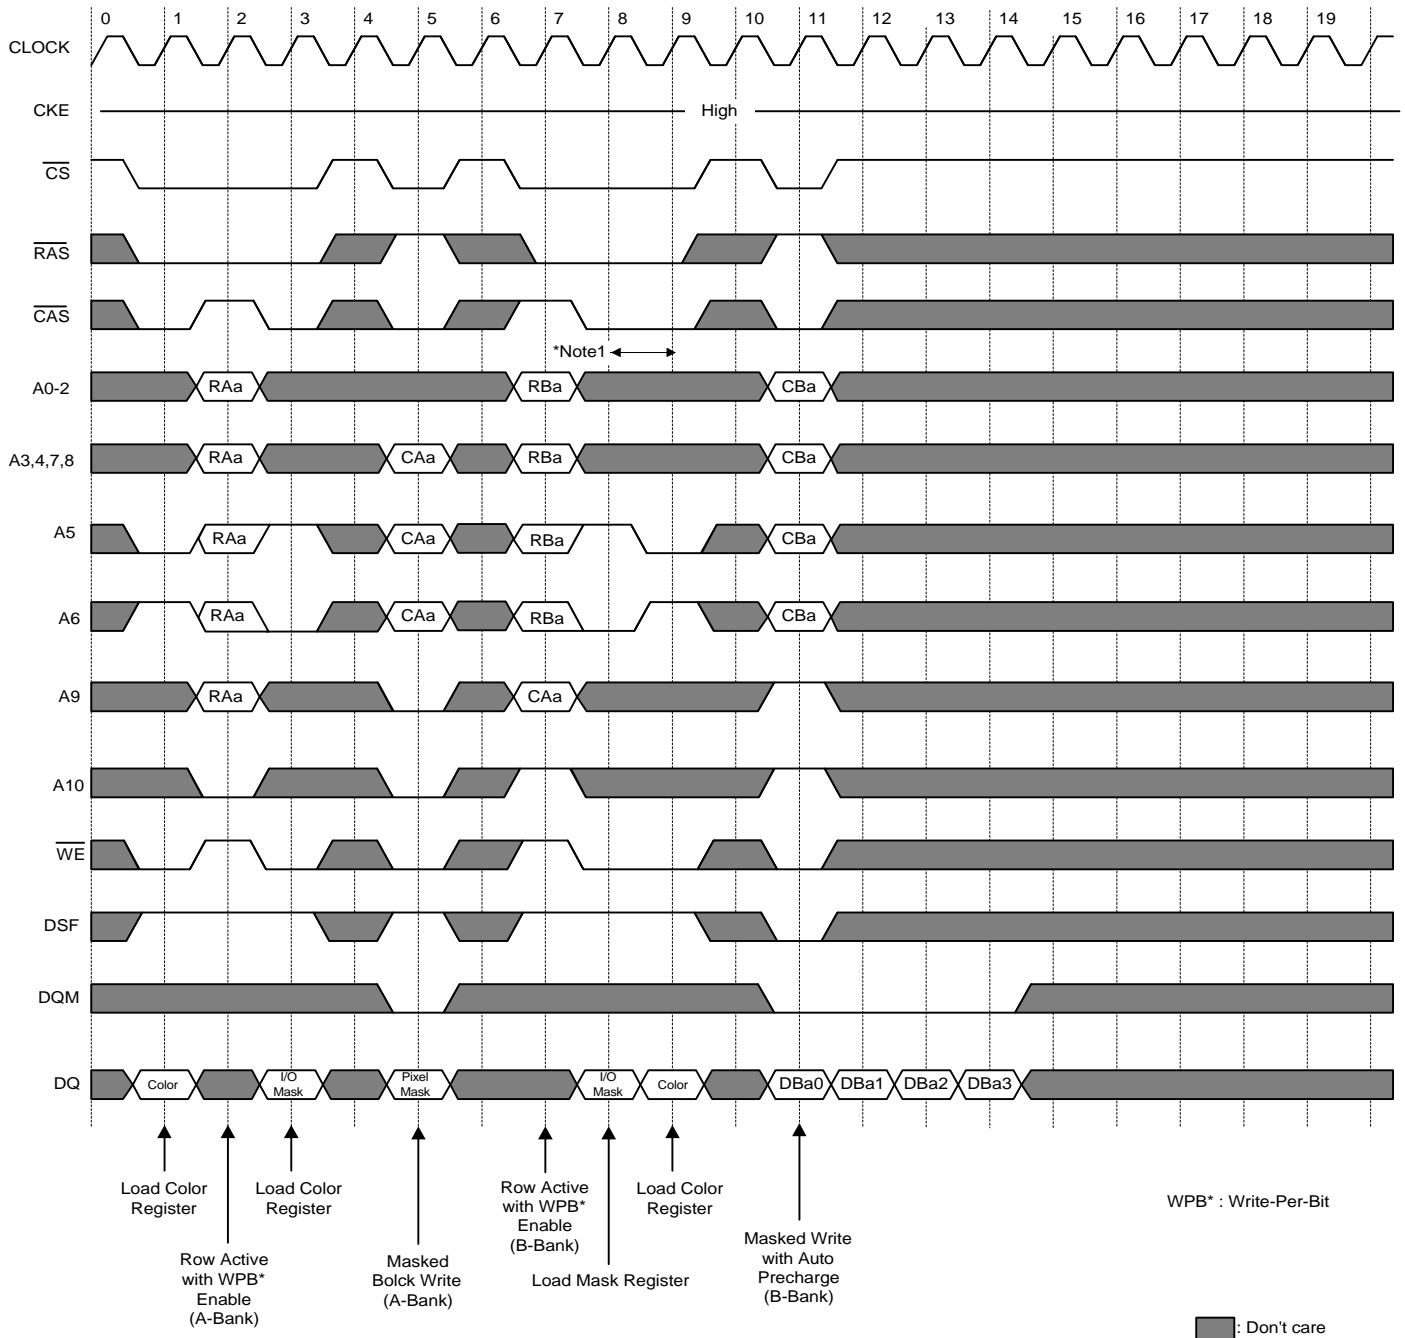 0 1 2 3 4 5 6 7 8 9 10 11 12 13 14 15 16 17 18 19
CLOCK
CKE High
CS
RAS
CAS
*Note1
A0-2 RAa RBa CBa
A3,4,7,8 RAa CAa RBa CBa
A5 RAa CAa RBa CBa
A6 RAa CAa RBa CBa
A9 RAa CAa
A10
WE
DSF
DQM
DQ Color I/O Mask Pixel Mask I/O Mask Color DBa0 DBa1 DBa2 DBa3
Load Color
Register
Row Active
with WPB*
Enable
(A-Bank)
Load Color
Register
Masked
Bolck Write
(A-Bank)
Row Active
with WPB*
Enable
(B-Bank)
Load Mask Register
Load Color
Register
Masked Write
with Auto
Precharge
(B-Bank)
WPB* : Write-Per-Bit
: Don't care